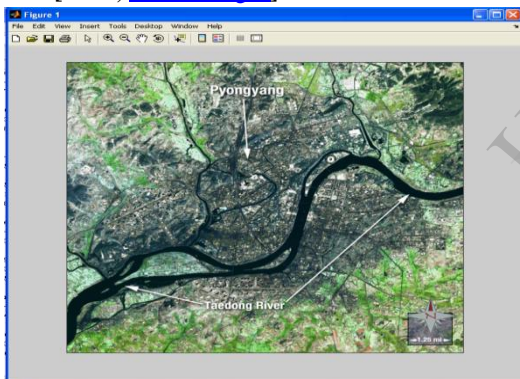 Figure 1
File Edit View Insert Tools Desktop Window Help
Pyongyang
Taedong River
1.25 mi